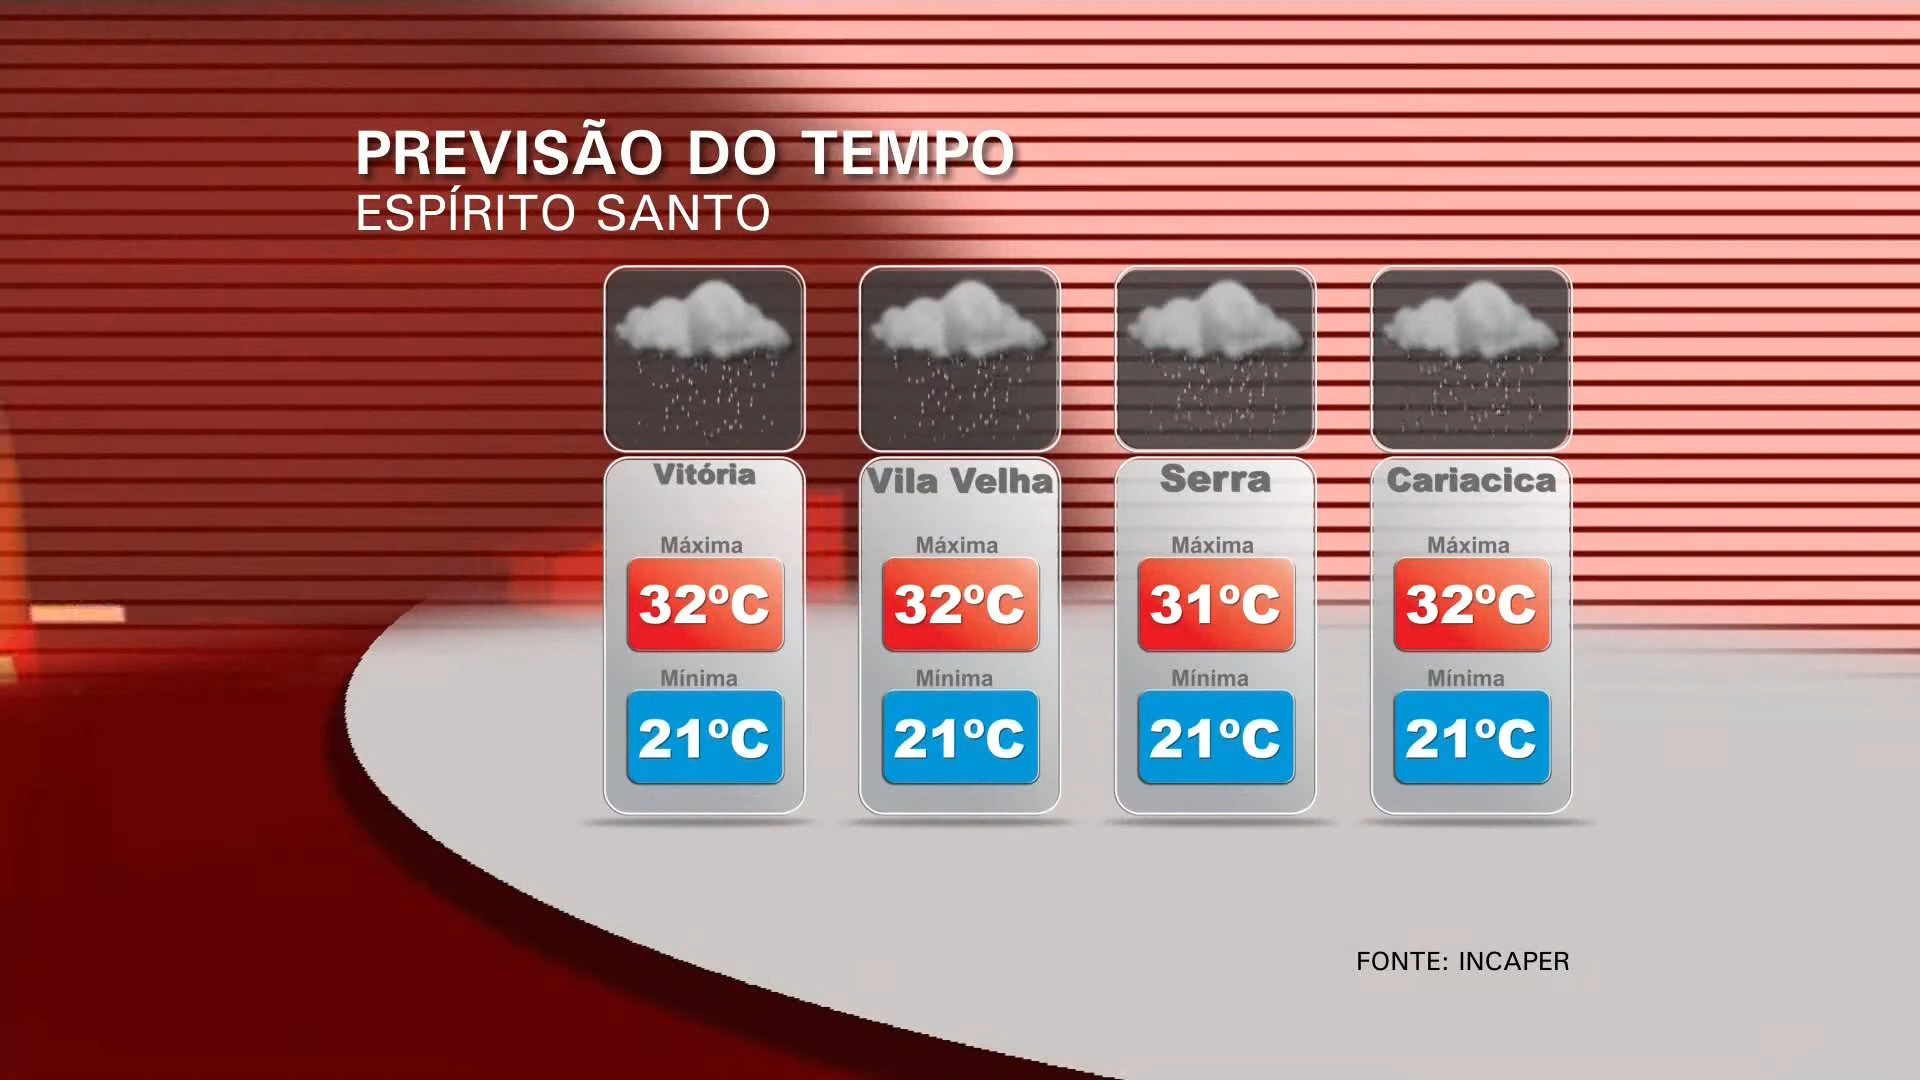 PREVISÃO DO TEMPO
ESPÍRITO SANTO
Vitória
Máxima
32ºC
Mínima
21ºC
Vila Velha
Máxima
32ºC
Mínima
21ºC
Serra
Máxima
31ºC
Mínima
21ºC
Cariacica
Máxima
32ºC
Mínima
21ºC
FONTE: INCAPER